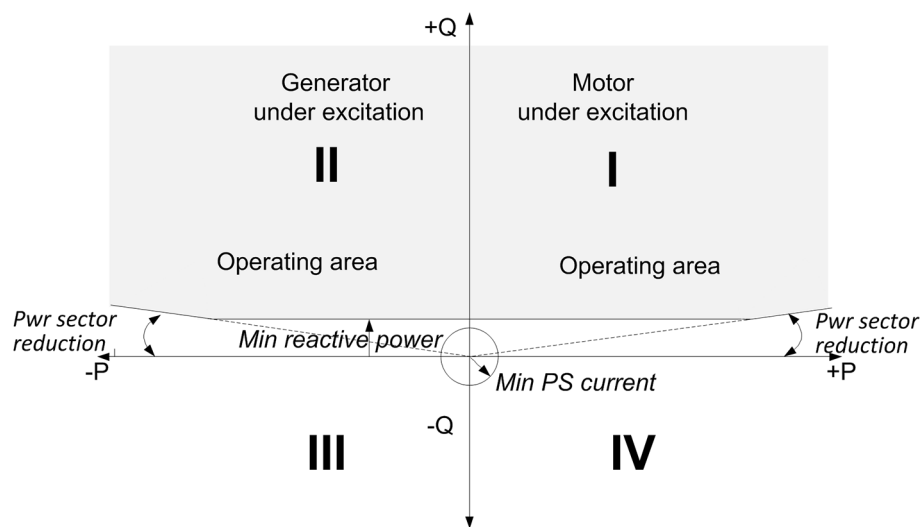 +Q
Generator
under excitation
Motor
under excitation
II
I
Operating area
Operating area
Pwr sector
reduction
Min reactive power
Pwr sector
reduction
-P
+P
Min PS current
-Q
III
IV